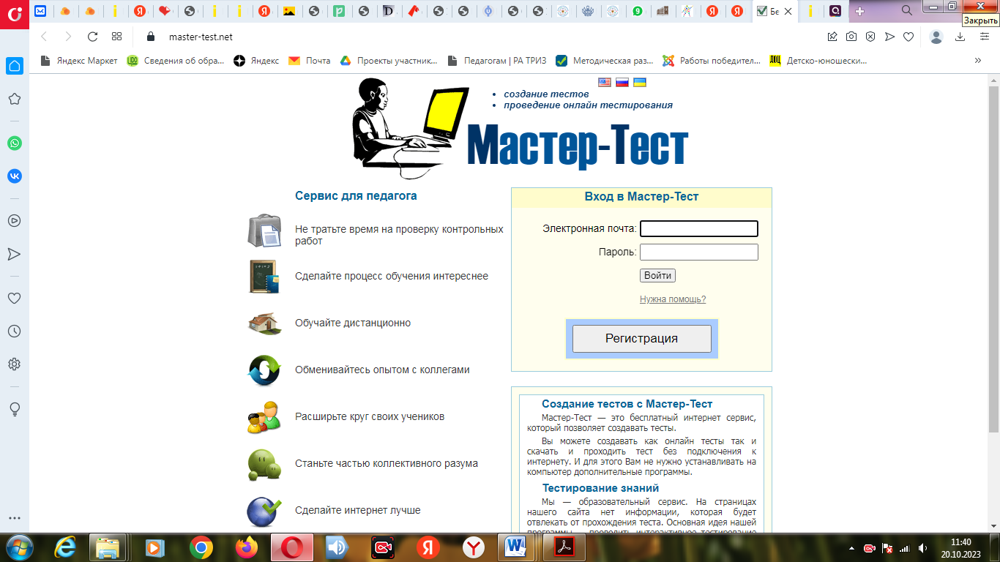 Бе
Закрыть
master-test.net
Яндекс Маркет
Сведения об обра...
Яндекс
Почта
Проекты участник...
Педагогам | РА ТРИЗ
Методическая раз...
Работы победител...
Детско-юношески...
создание тестов
проведение онлайн тестирования
Мастер-Тест
Сервис для педагога
Не тратьте время на проверку контрольных
работ
Сделайте процесс обучения интереснее
Обучайте дистанционно
Обменивайтесь опытом с коллегами
Расширьте круг своих учеников
Станьте частью коллективного разума
Сделайте интернет лучше
Вход в Мастер-Тест
Электронная почта:
Пароль:
Войти
Нужна помощь?
Регистрация
Создание тестов с Мастер-Тест
Мастер-Тест — это бесплатный интернет сервис,
который позволяет создавать тесты.
Вы можете создавать как онлайн тесты так и
скачать и проходить тест без подключения к
интернету. И для этого Вам не нужно устанавливать на
компьютер дополнительные программы.
Тестирование знаний
Мы — образовательный сервис. На страницах
нашего сайта нет информации, которая будет
отвлекать от прохождения теста. Основная идея нашей
программы - проводить интерактивное тестирование
11:40
20.10.2023